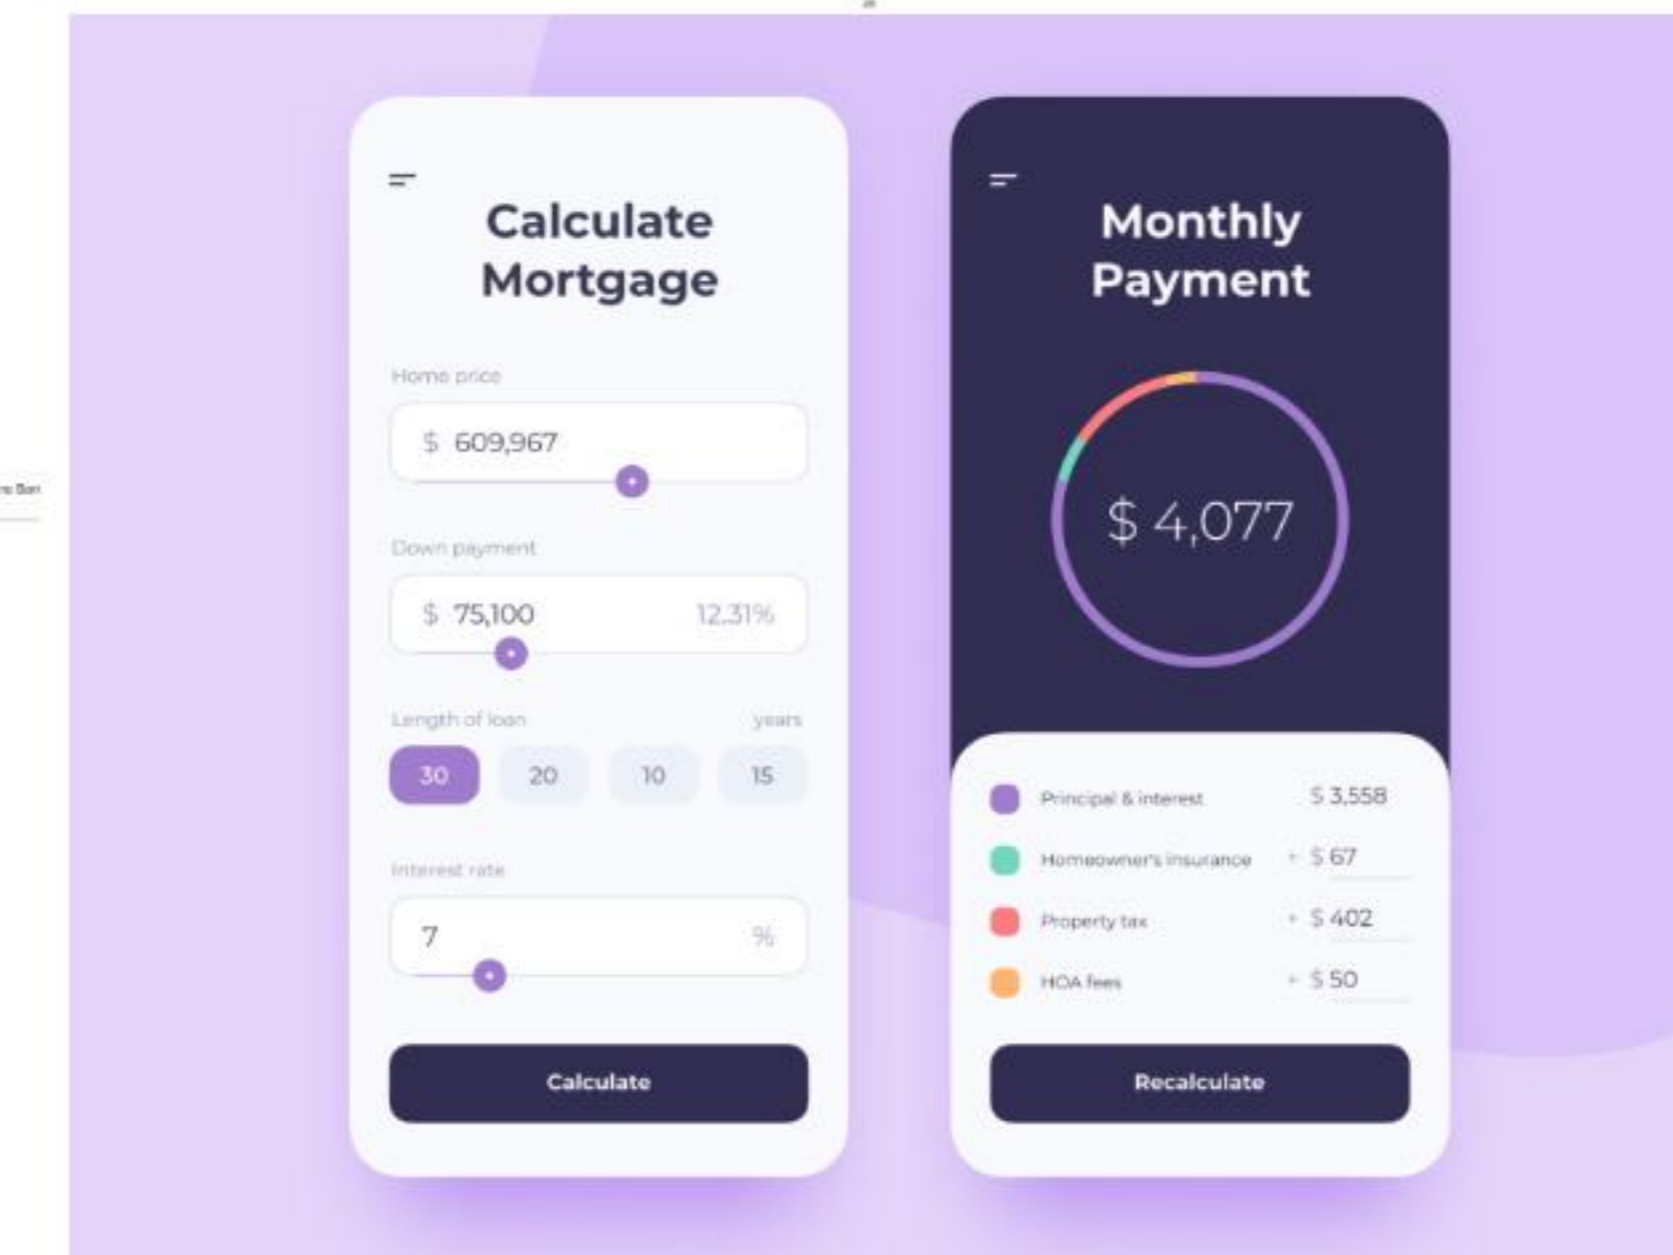 Calculate
Mortgage
Home price
$ 609,967
Down payment
$ 75,100 12.31%
Length of loan years
30 20 10 15
Interest rate
7 %
Calculate
Monthly
Payment
$ 4,077
Principal & interest $ 3,558
Homeowner's insurance + $ 67
Property tax + $ 402
HOA fees + $ 50
Recalculate